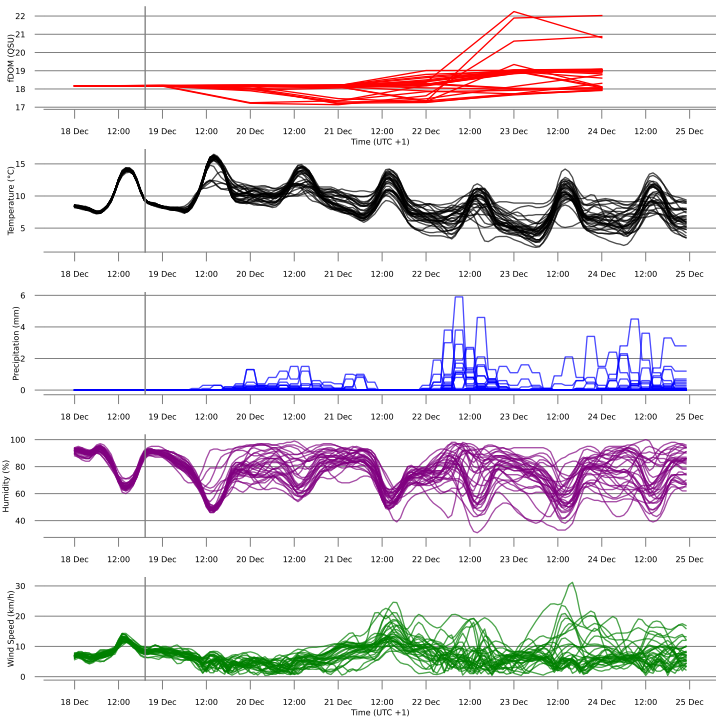 22
21
20
19
18
17
fDOM (QSU)
18 Dec 12:00 19 Dec 12:00 20 Dec 12:00 21 Dec 12:00 22 Dec 12:00 23 Dec 12:00 24 Dec 12:00 25 Dec
Time (UTC +1)
15
10
5
Temperature (°C)
18 Dec 12:00 19 Dec 12:00 20 Dec 12:00 21 Dec 12:00 22 Dec 12:00 23 Dec 12:00 24 Dec 12:00 25 Dec
6
4
2
0
Precipitation (mm)
18 Dec 12:00 19 Dec 12:00 20 Dec 12:00 21 Dec 12:00 22 Dec 12:00 23 Dec 12:00 24 Dec 12:00 25 Dec
100
80
60
40
Humidity (%)
18 Dec 12:00 19 Dec 12:00 20 Dec 12:00 21 Dec 12:00 22 Dec 12:00 23 Dec 12:00 24 Dec 12:00 25 Dec
30
20
10
0
Wind Speed (km/h)
18 Dec 12:00 19 Dec 12:00 20 Dec 12:00 21 Dec 12:00 22 Dec 12:00 23 Dec 12:00 24 Dec 12:00 25 Dec
Time (UTC +1)